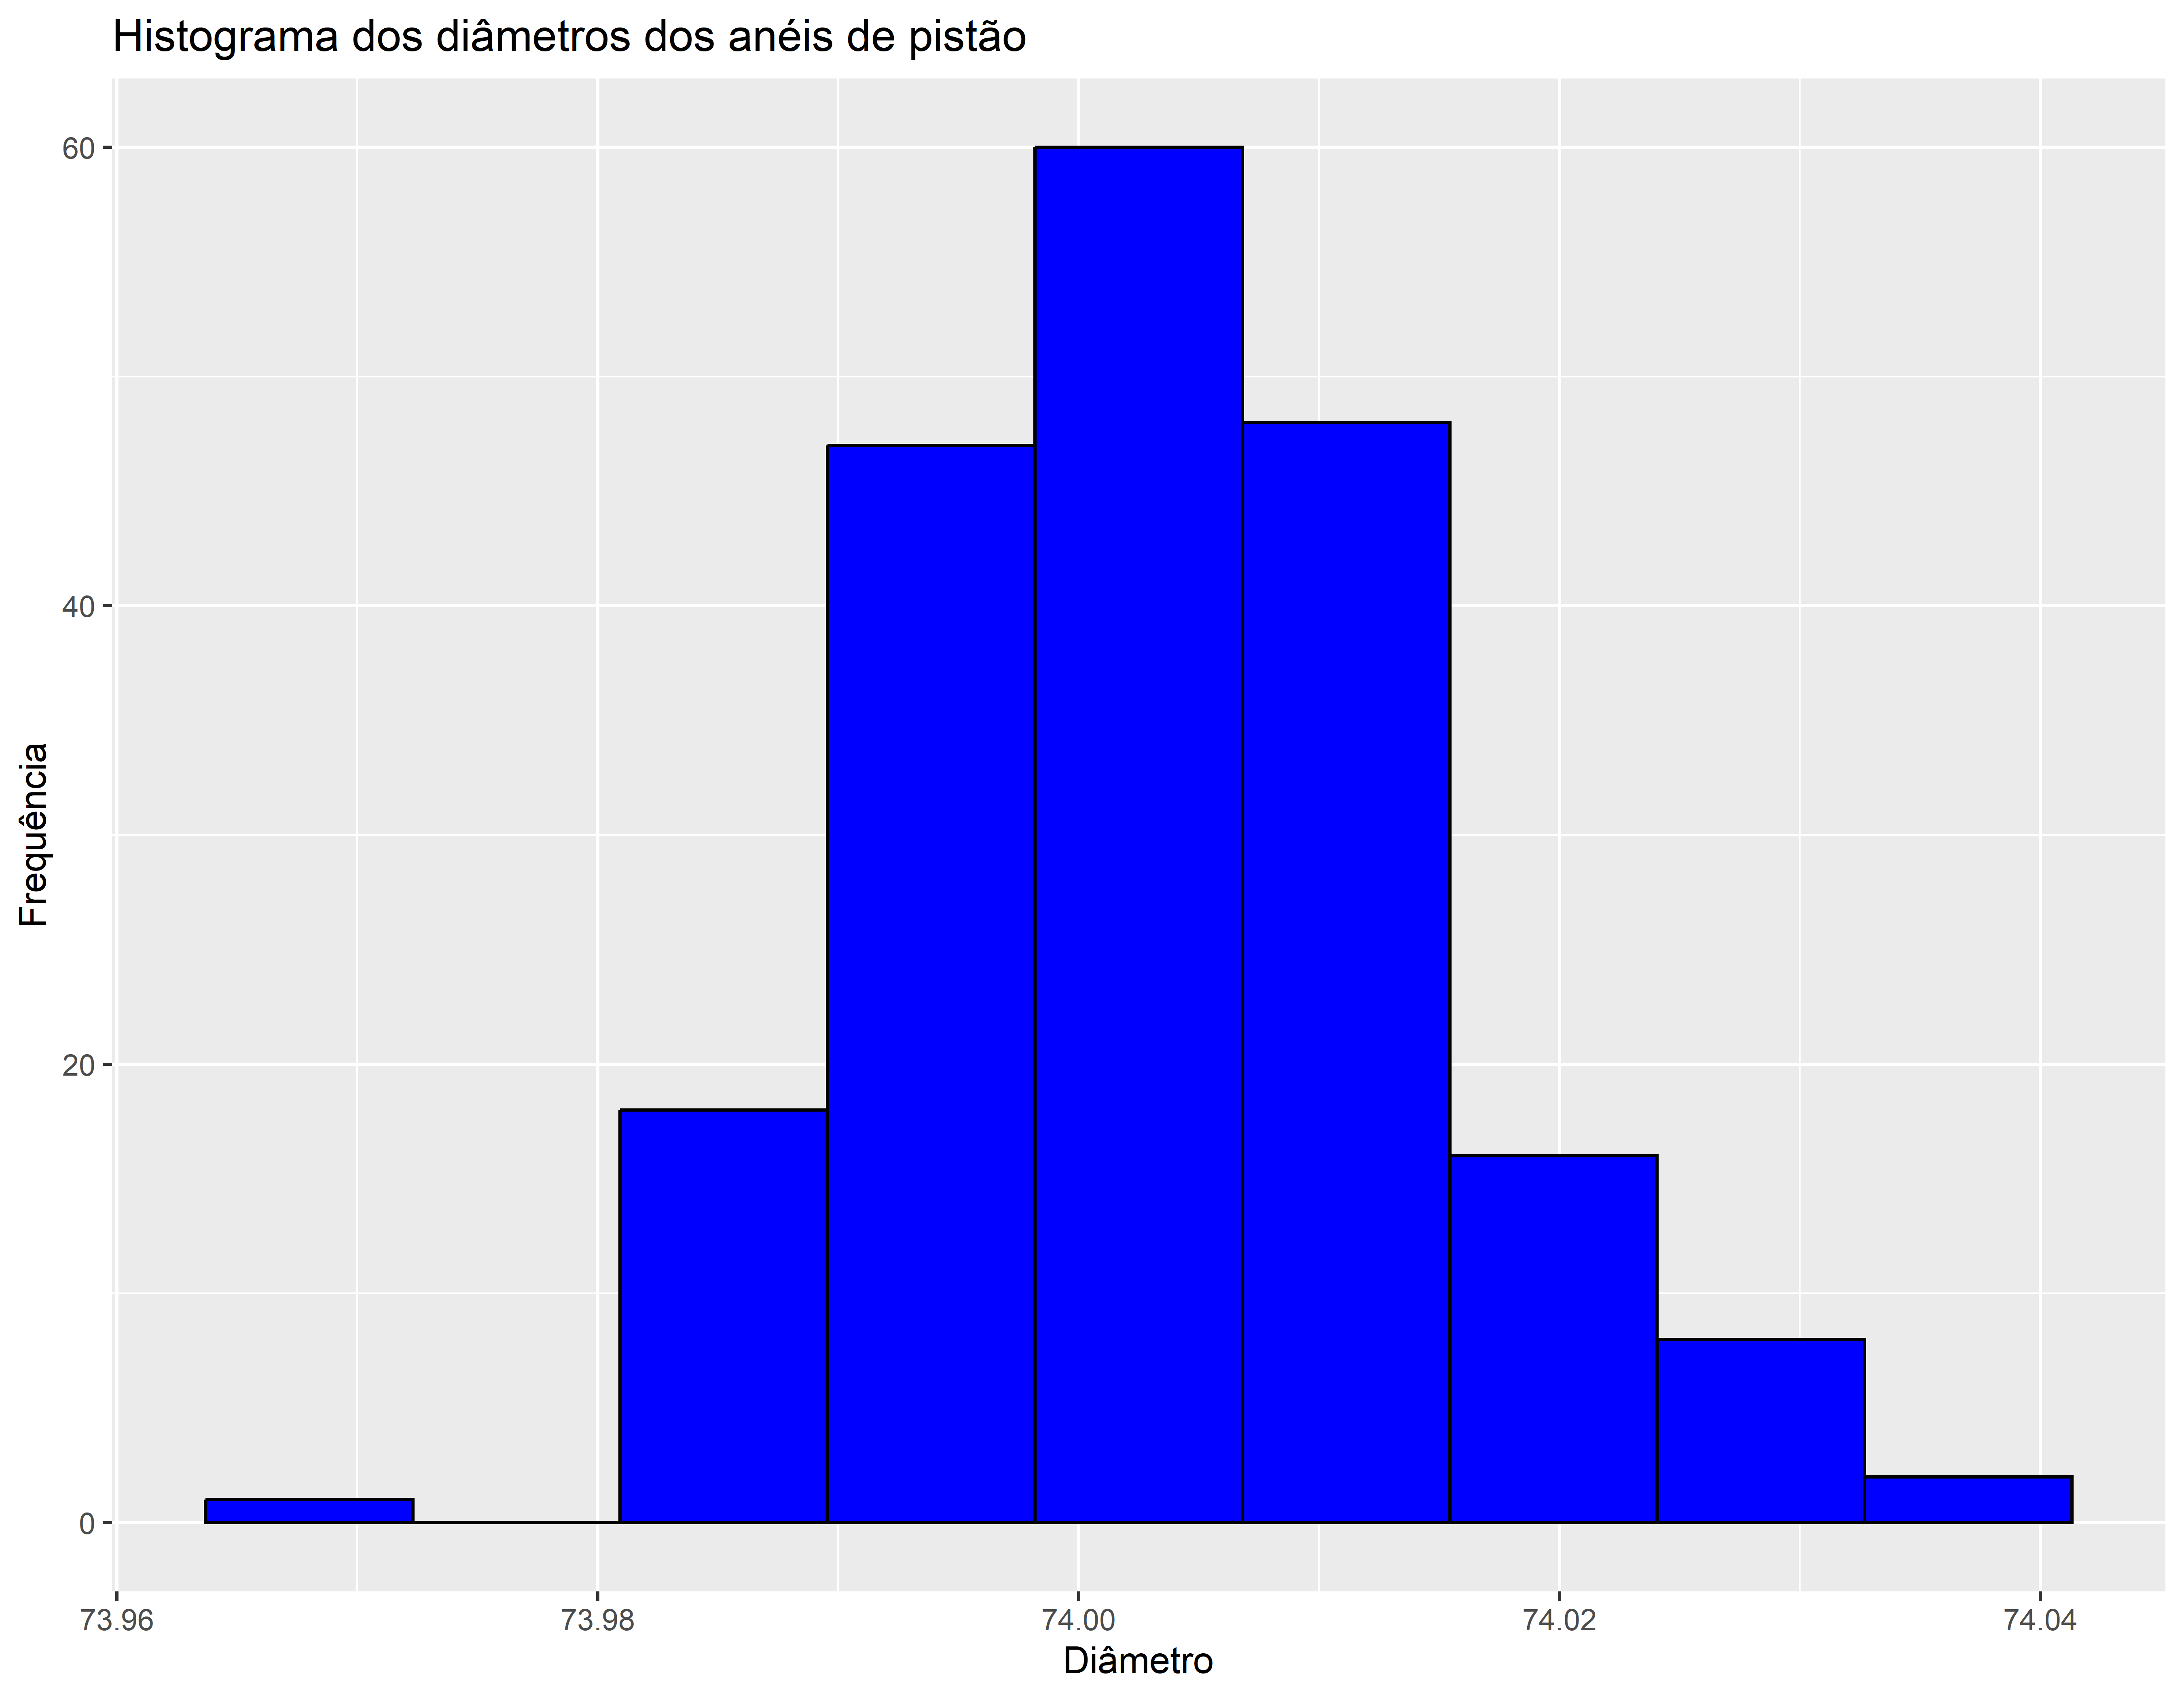 Histograma dos diâmetros dos anéis de pistão
60
40
20
0
Frequência
73.96 73.98 74.00 74.02 74.04
Diâmetro